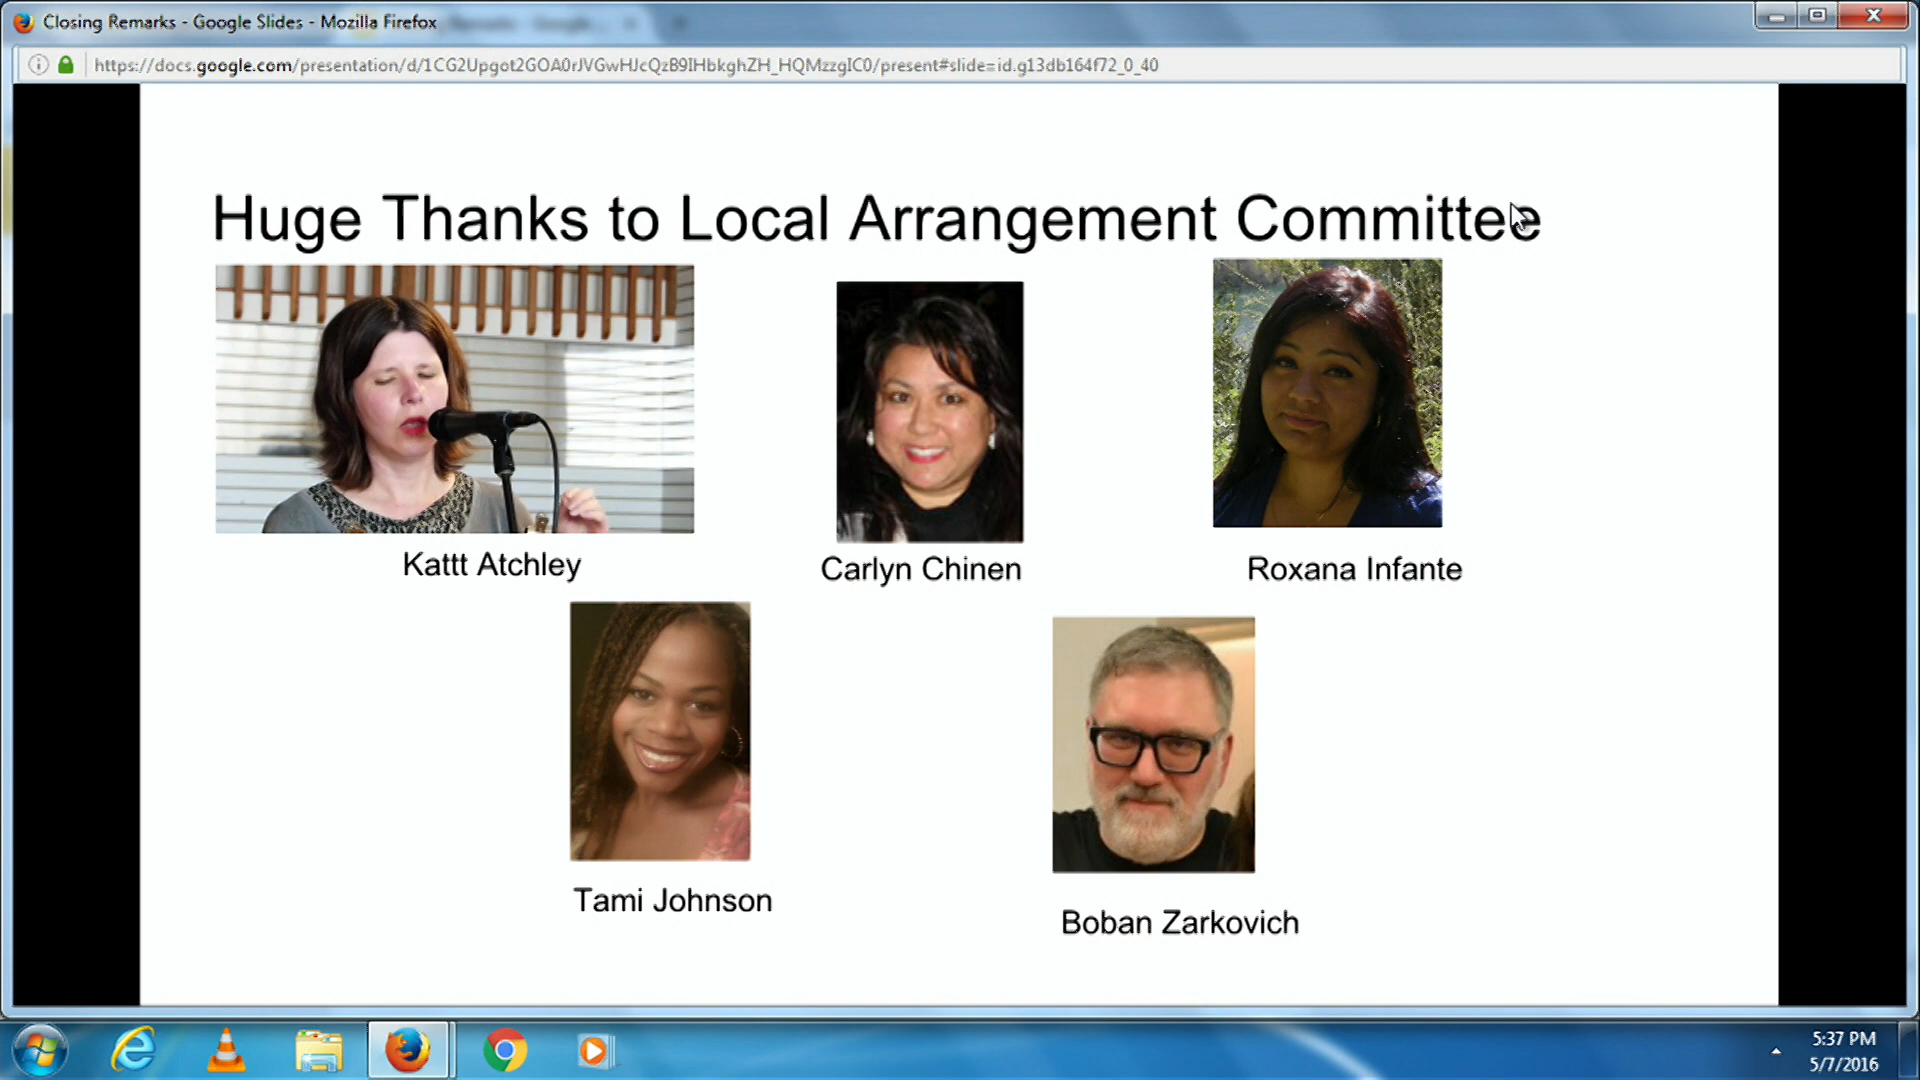 Closing Remarks - Google Slides - Mozilla Firefox
https://docs.google.com/presentation/d/1CG2Upgot2GOA0rJVGwHJcQzB9IHbkghZH_HQMzzgIC0/present#slide=id.g13db164f72_0_40
Huge Thanks to Local Arrangement Committee
Kattt Atchley
Carlyn Chinen
Roxana Infante
Tami Johnson
Boban Zarkovich
5:37 PM
5/7/2016